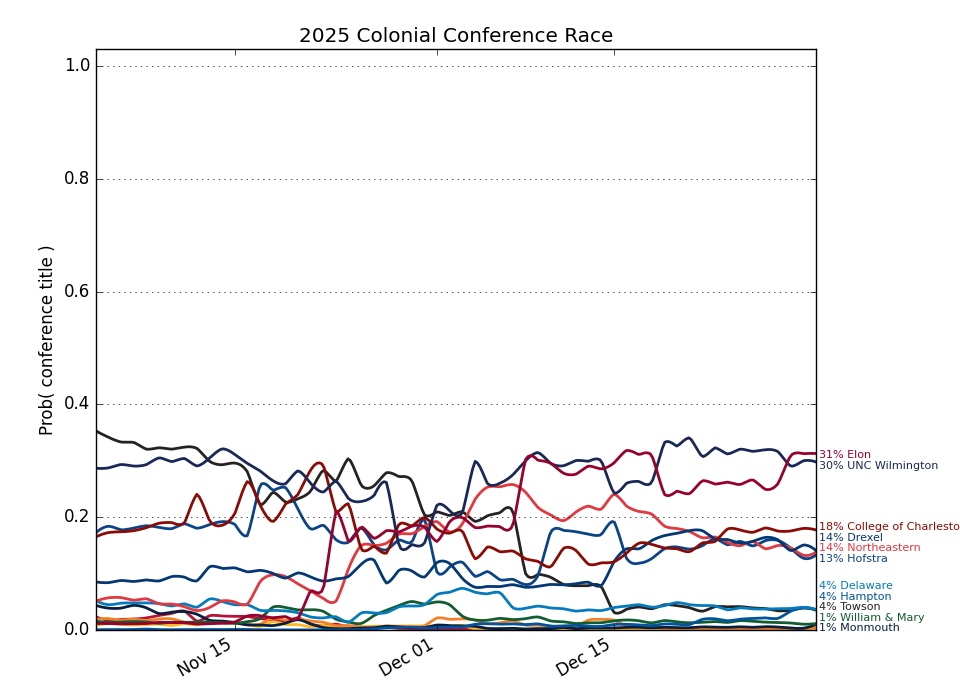 2025 Colonial Conference Race
Prob( conference title )
1.0
0.8
0.6
0.4
0.2
0.0
Nov 15
Dec 01
Dec 15
31% Elon
30% UNC Wilmington
18% College of Charlesto
14% Drexel
14% Northeastern
13% Hofstra
4% Delaware
4% Hampton
4% Towson
1% William & Mary
1% Monmouth